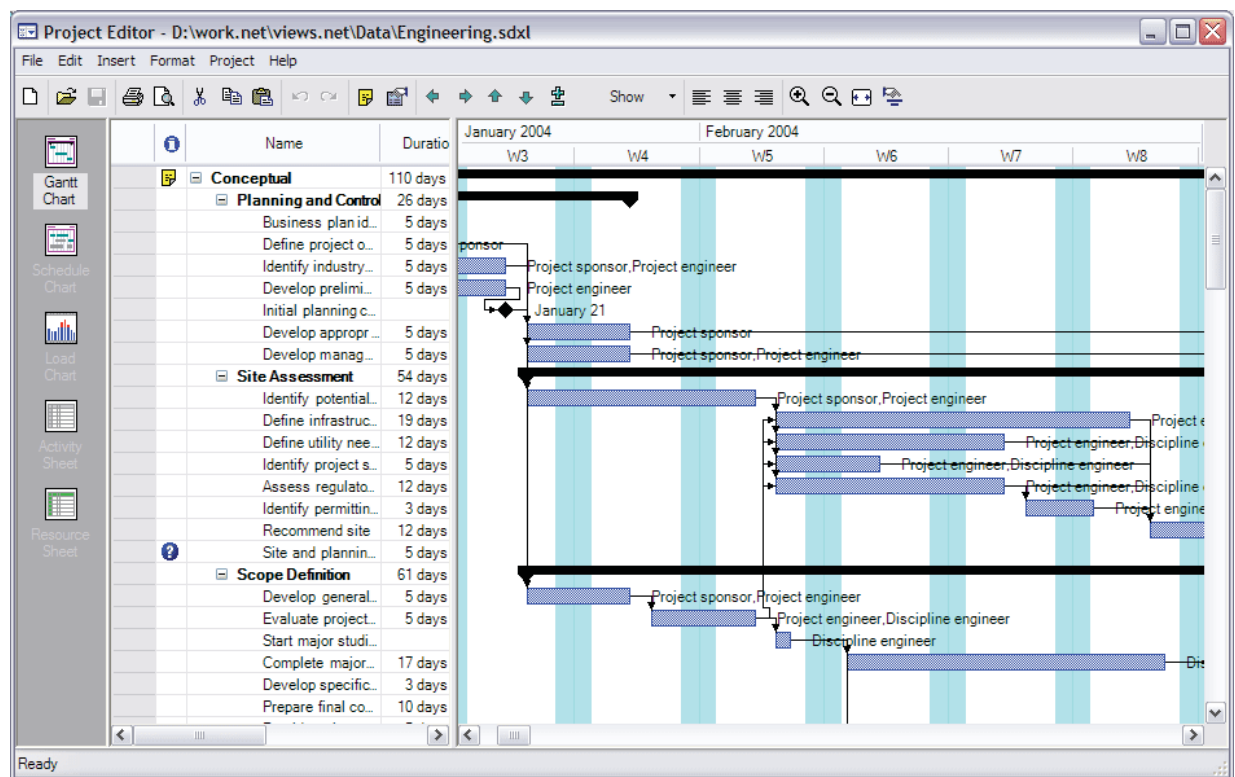 Project Editor - D:\work.net\views.net\Data\Engineering.sdxl
File Edit Insert Format Project Help
Show
Gantt
Chart
Schedule
Chart
Load
Chart
Activity
Sheet
Resource
Sheet
Name Duratio
January 2004 February 2004
W3 W4 W5 W6 W7 W8
Conceptual 110 days
Planning and Control 26 days
Business plan id... 5 days
Define project o... 5 days ponsor
Identify industry... 5 days Project sponsor,Project engineer
Develop prelimi... 5 days Project engineer
Initial planning c... January 21
Develop appropr... 5 days Project sponsor
Develop manag... 5 days Project sponsor,Project engineer
Site Assessment 54 days
Identify potential... 12 days Project sponsor,Project engineer
Define infrastruc... 19 days Project e
Define utility nee... 12 days Project engineer,Discipline
Identify project s... 5 days Project engineer,Discipline engineer
Assess regulato... 12 days Project engineer,Discipline
Identify permittin... 3 days Project engine
Recommend site 12 days
Site and plannin... 5 days
Scope Definition 61 days
Develop general... 5 days Project sponsor,Project engineer
Evaluate project... 5 days Project engineer,Discipline engineer
Start major studi... Discipline engineer
Complete major... 17 days Dis
Develop specific... 3 days
Prepare final co... 10 days
Ready